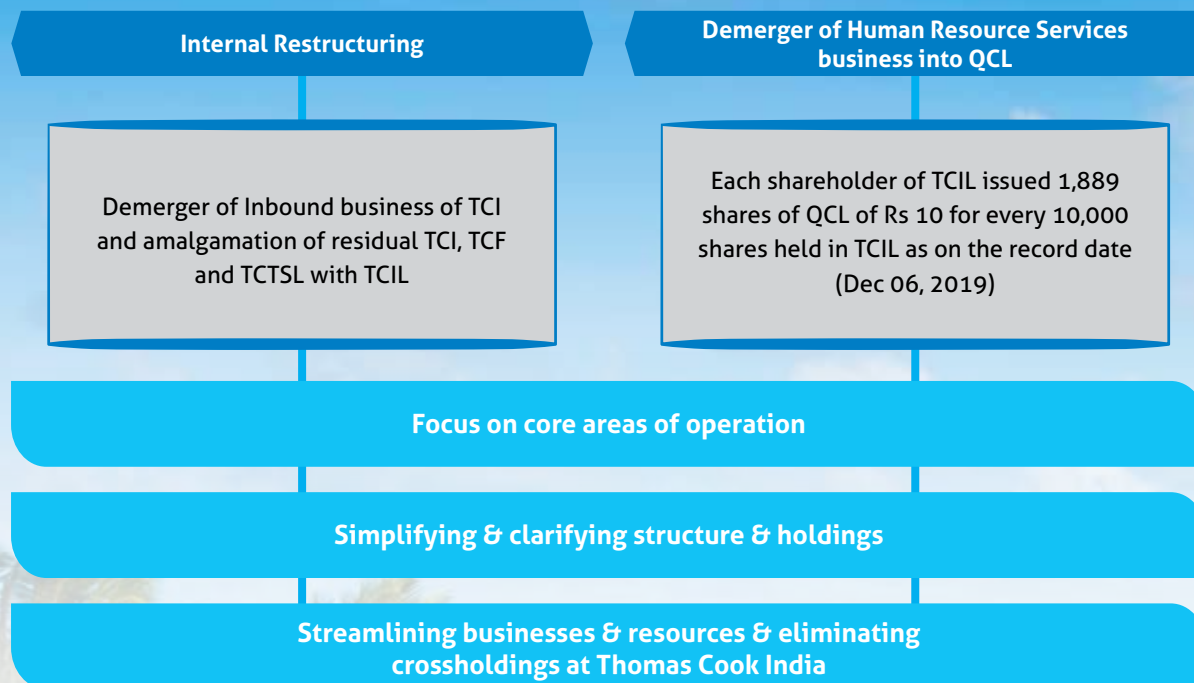 Internal Restructuring
Demerger of Human Resource Services
business into QCL
Demerger of Inbound business of TCI
and amalgamation of residual TCI, TCF
and TCTSL with TCIL
Each shareholder of TCIL issued 1,889
shares of QCL of Rs 10 for every 10,000
shares held in TCIL as on the record date
(Dec 06, 2019)
Focus on core areas of operation
Simplifying & clarifying structure & holdings
Streamlining businesses & resources & eliminating
crossholdings at Thomas Cook India